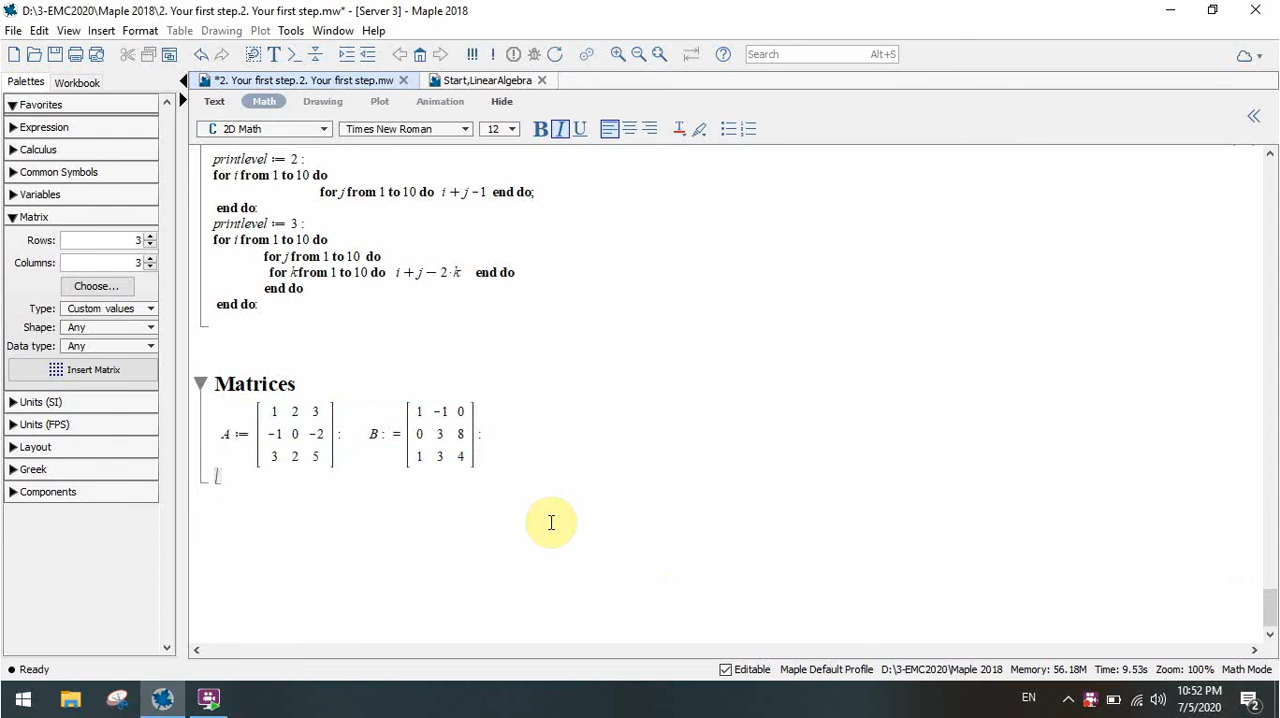 D:\3-EMC2020\Maple 2018\2. Your first step.2. Your first step.mw* - [Server 3] - Maple 2018
File Edit View Insert Format Table Drawing Plot Tools Window Help
Search Alt+S
Palettes Workbook *2. Your first step.2. Your first step.mw Start,LinearAlgebra
Favorites Text Math Drawing Plot Animation Hide
Expression C 2D Math Times New Roman 12 B I U
Calculus
Common Symbols
Variables
Matrix
Rows: 3
Columns: 3
Choose...
Type: Custom values
Shape: Any
Data type: Any
Insert Matrix
Units (SI)
Units (FPS)
Layout
Greek
Components
printlevel := 2 :
for i from 1 to 10 do
for j from 1 to 10 do i + j - 1 end do;
end do:
printlevel := 3 :
for i from 1 to 10 do
for j from 1 to 10 do
for k from 1 to 10 do i + j − 2·k end do
end do
end do:
Matrices
1 2 3 1 −1 0
A := −1 0 −2 : B : = 0 3 8 :
3 2 5 1 3 4
Ready Editable Maple Default Profile D:\3-EMC2020\Maple 2018 Memory: 56.18M Time: 9.53s Zoom: 100% Math Mode
EN 10:52 PM
7/5/2020 2